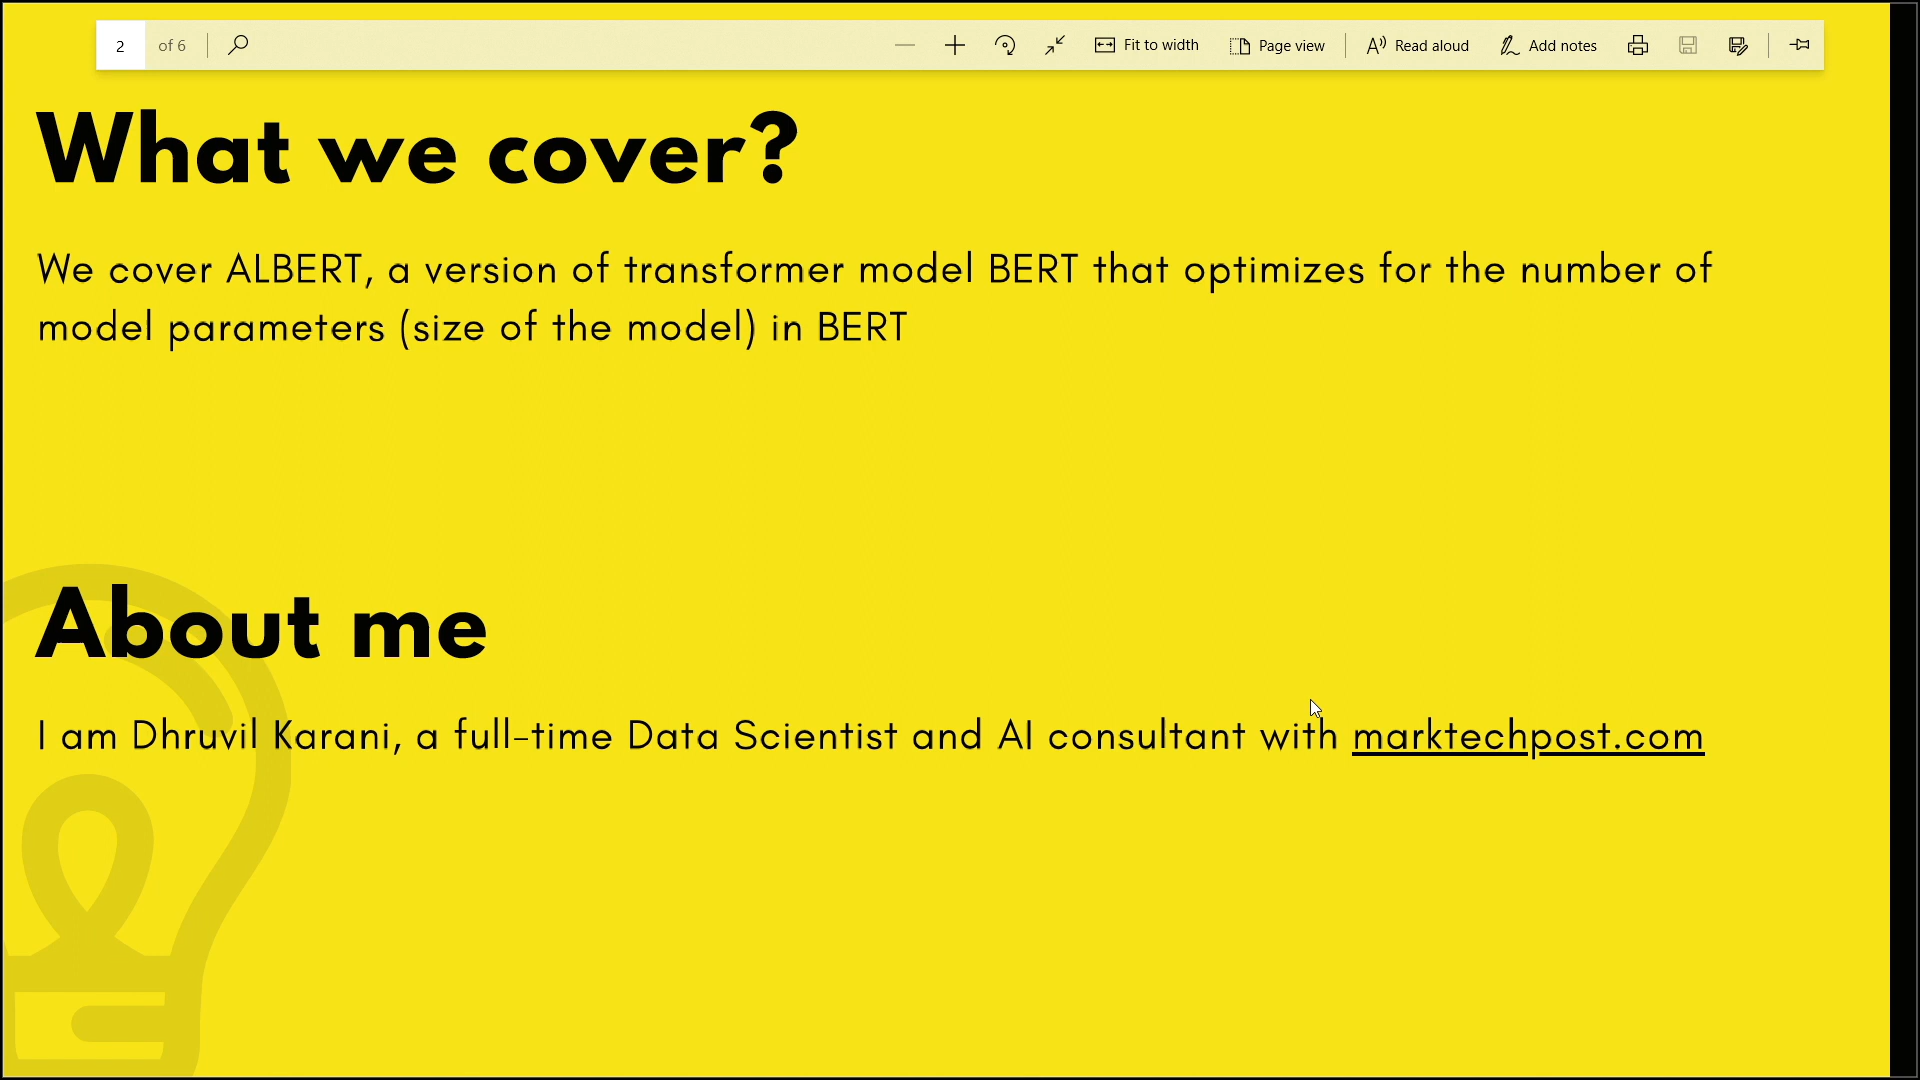 2 of 6 Fit to width Page view Read aloud Add notes
What we cover?
We cover ALBERT, a version of transformer model BERT that optimizes for the number of
model parameters (size of the model) in BERT
About me
I am Dhruvil Karani, a full-time Data Scientist and AI consultant with marktechpost.com